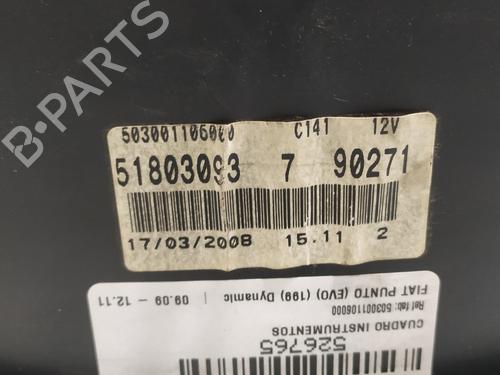 503001106000 C141 12V
51803093 7 90271
17/03/2008 15.11 2
526765
CUADRO INSTRUMENTOS
Ref fab: 503001106000
FIAT PUNTO (EVO) (199) Dynamic | 09.09 — 12.11
B-PARTS